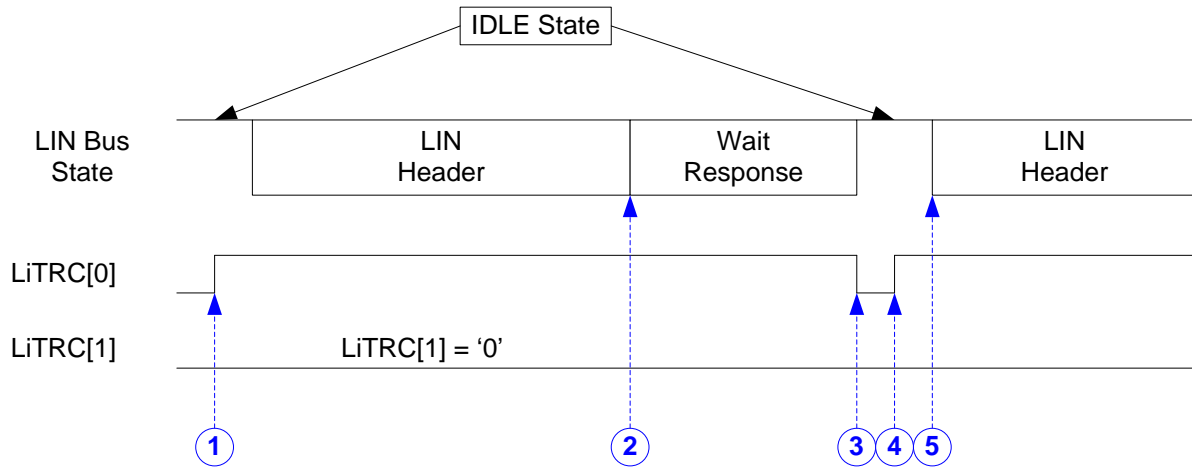 IDLE State
LIN Bus
State
LIN
Header
Wait
Response
LIN
Header
LiTRC[0]
LiTRC[1]
LiTRC[1] = ‘0’
1
2
3
4
5